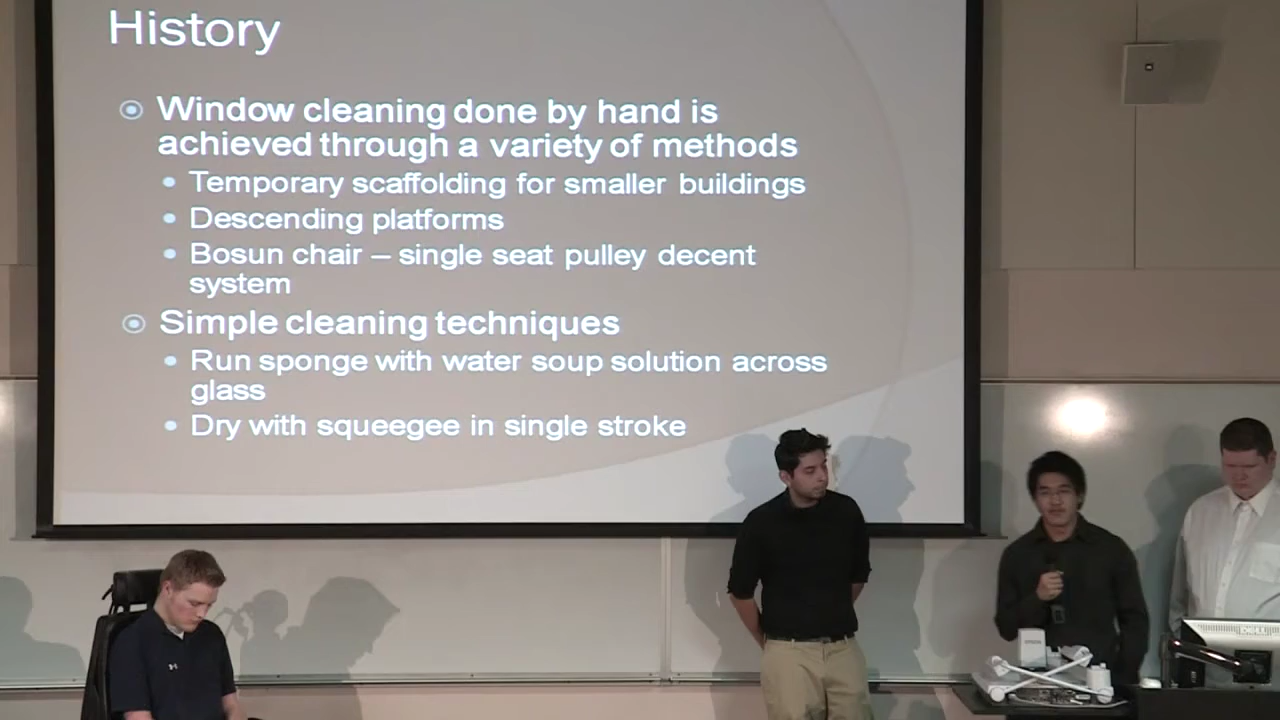 History
Window cleaning done by hand is
achieved through a variety of methods
Temporary scaffolding for smaller buildings
Descending platforms
Bosun chair – single seat pulley decent
system
Simple cleaning techniques
Run sponge with water soup solution across
glass
Dry with squeegee in single stroke
DELL